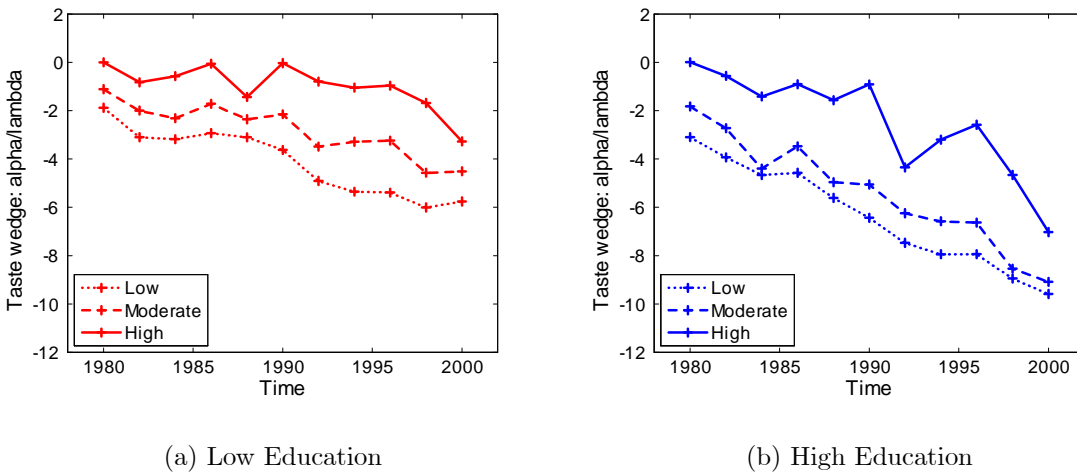 2
0
-2
-4
-6
-8
-10
-12
Taste wedge: alpha/lambda
Low
Moderate
High
1980 1985 1990 1995 2000
Time
(a) Low Education
2
0
-2
-4
-6
-8
-10
-12
Taste wedge: alpha/lambda
Low
Moderate
High
1980 1985 1990 1995 2000
Time
(b) High Education